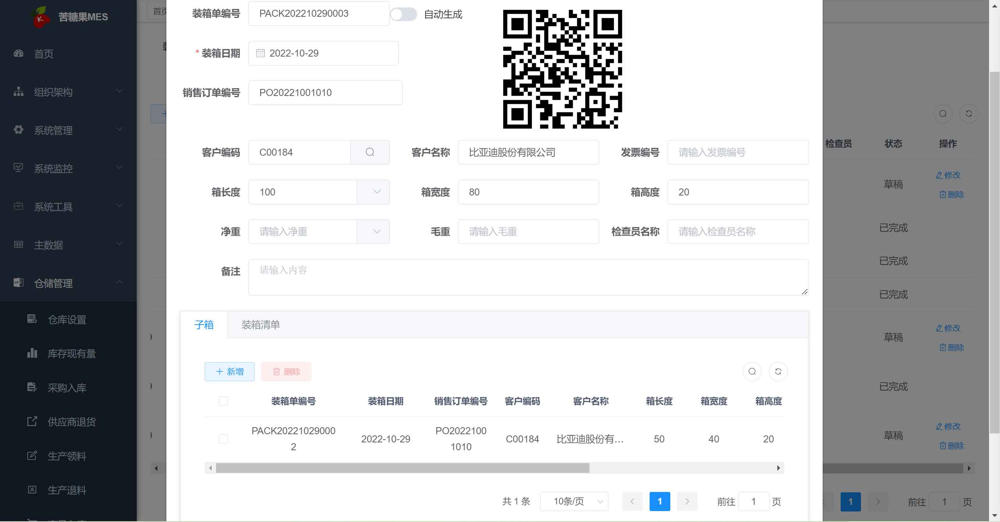 苦糖果MES
首页
组织架构
系统管理
系统监控
系统工具
主数据
仓储管理
仓库设置
库存现有量
采购入库
供应商退货
生产领料
生产退料
首页
装箱单编号 PACK202210290003 自动生成
* 装箱日期 2022-10-29
销售订单编号 PO20221001010
客户编码 C00184 客户名称 比亚迪股份有限公司 发票编号 请输入发票编号
箱长度 100 箱宽度 80 箱高度 20
净重 请输入净重 毛重 请输入毛重 检查员名称 请输入检查员名称
备注 请输入内容
子箱 装箱清单
新增 删除
装箱单编号 装箱日期 销售订单编号 客户编码 客户名称 箱长度 箱宽度 箱高度
PACK20221029000
2
2022-10-29
PO2022100
1010
C00184 比亚迪股份有... 50 40 20
共 1 条 10条/页 1 前往 1 页
检查员 状态 操作
草稿 修改
删除
已完成
已完成
已完成
草稿 修改
删除
已完成
草稿 修改
删除
1 前往 1 页